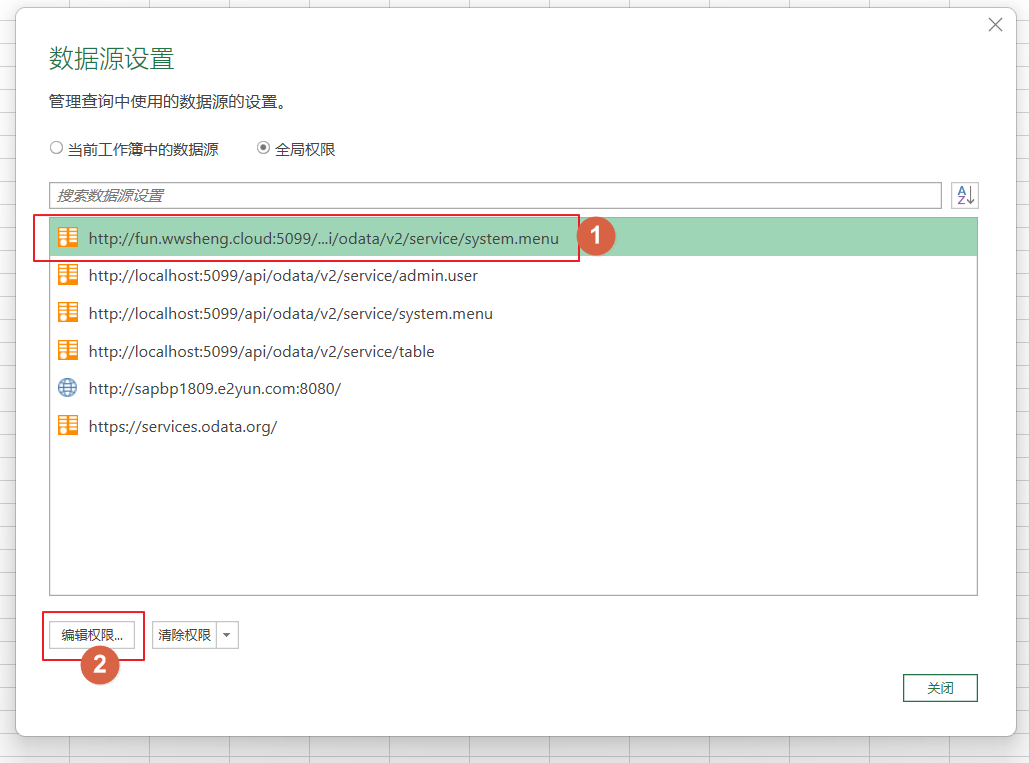 数据源设置
管理查询中使用的数据源的设置。
当前工作簿中的数据源 全局权限
搜索数据源设置
A
Z
http://fun.wwsheng.cloud:5099/...i/odata/v2/service/system.menu 1
http://localhost:5099/api/odata/v2/service/admin.user
http://localhost:5099/api/odata/v2/service/system.menu
http://localhost:5099/api/odata/v2/service/table
http://sapbp1809.e2yun.com:8080/
https://services.odata.org/
编辑权限... 清除权限
2
关闭